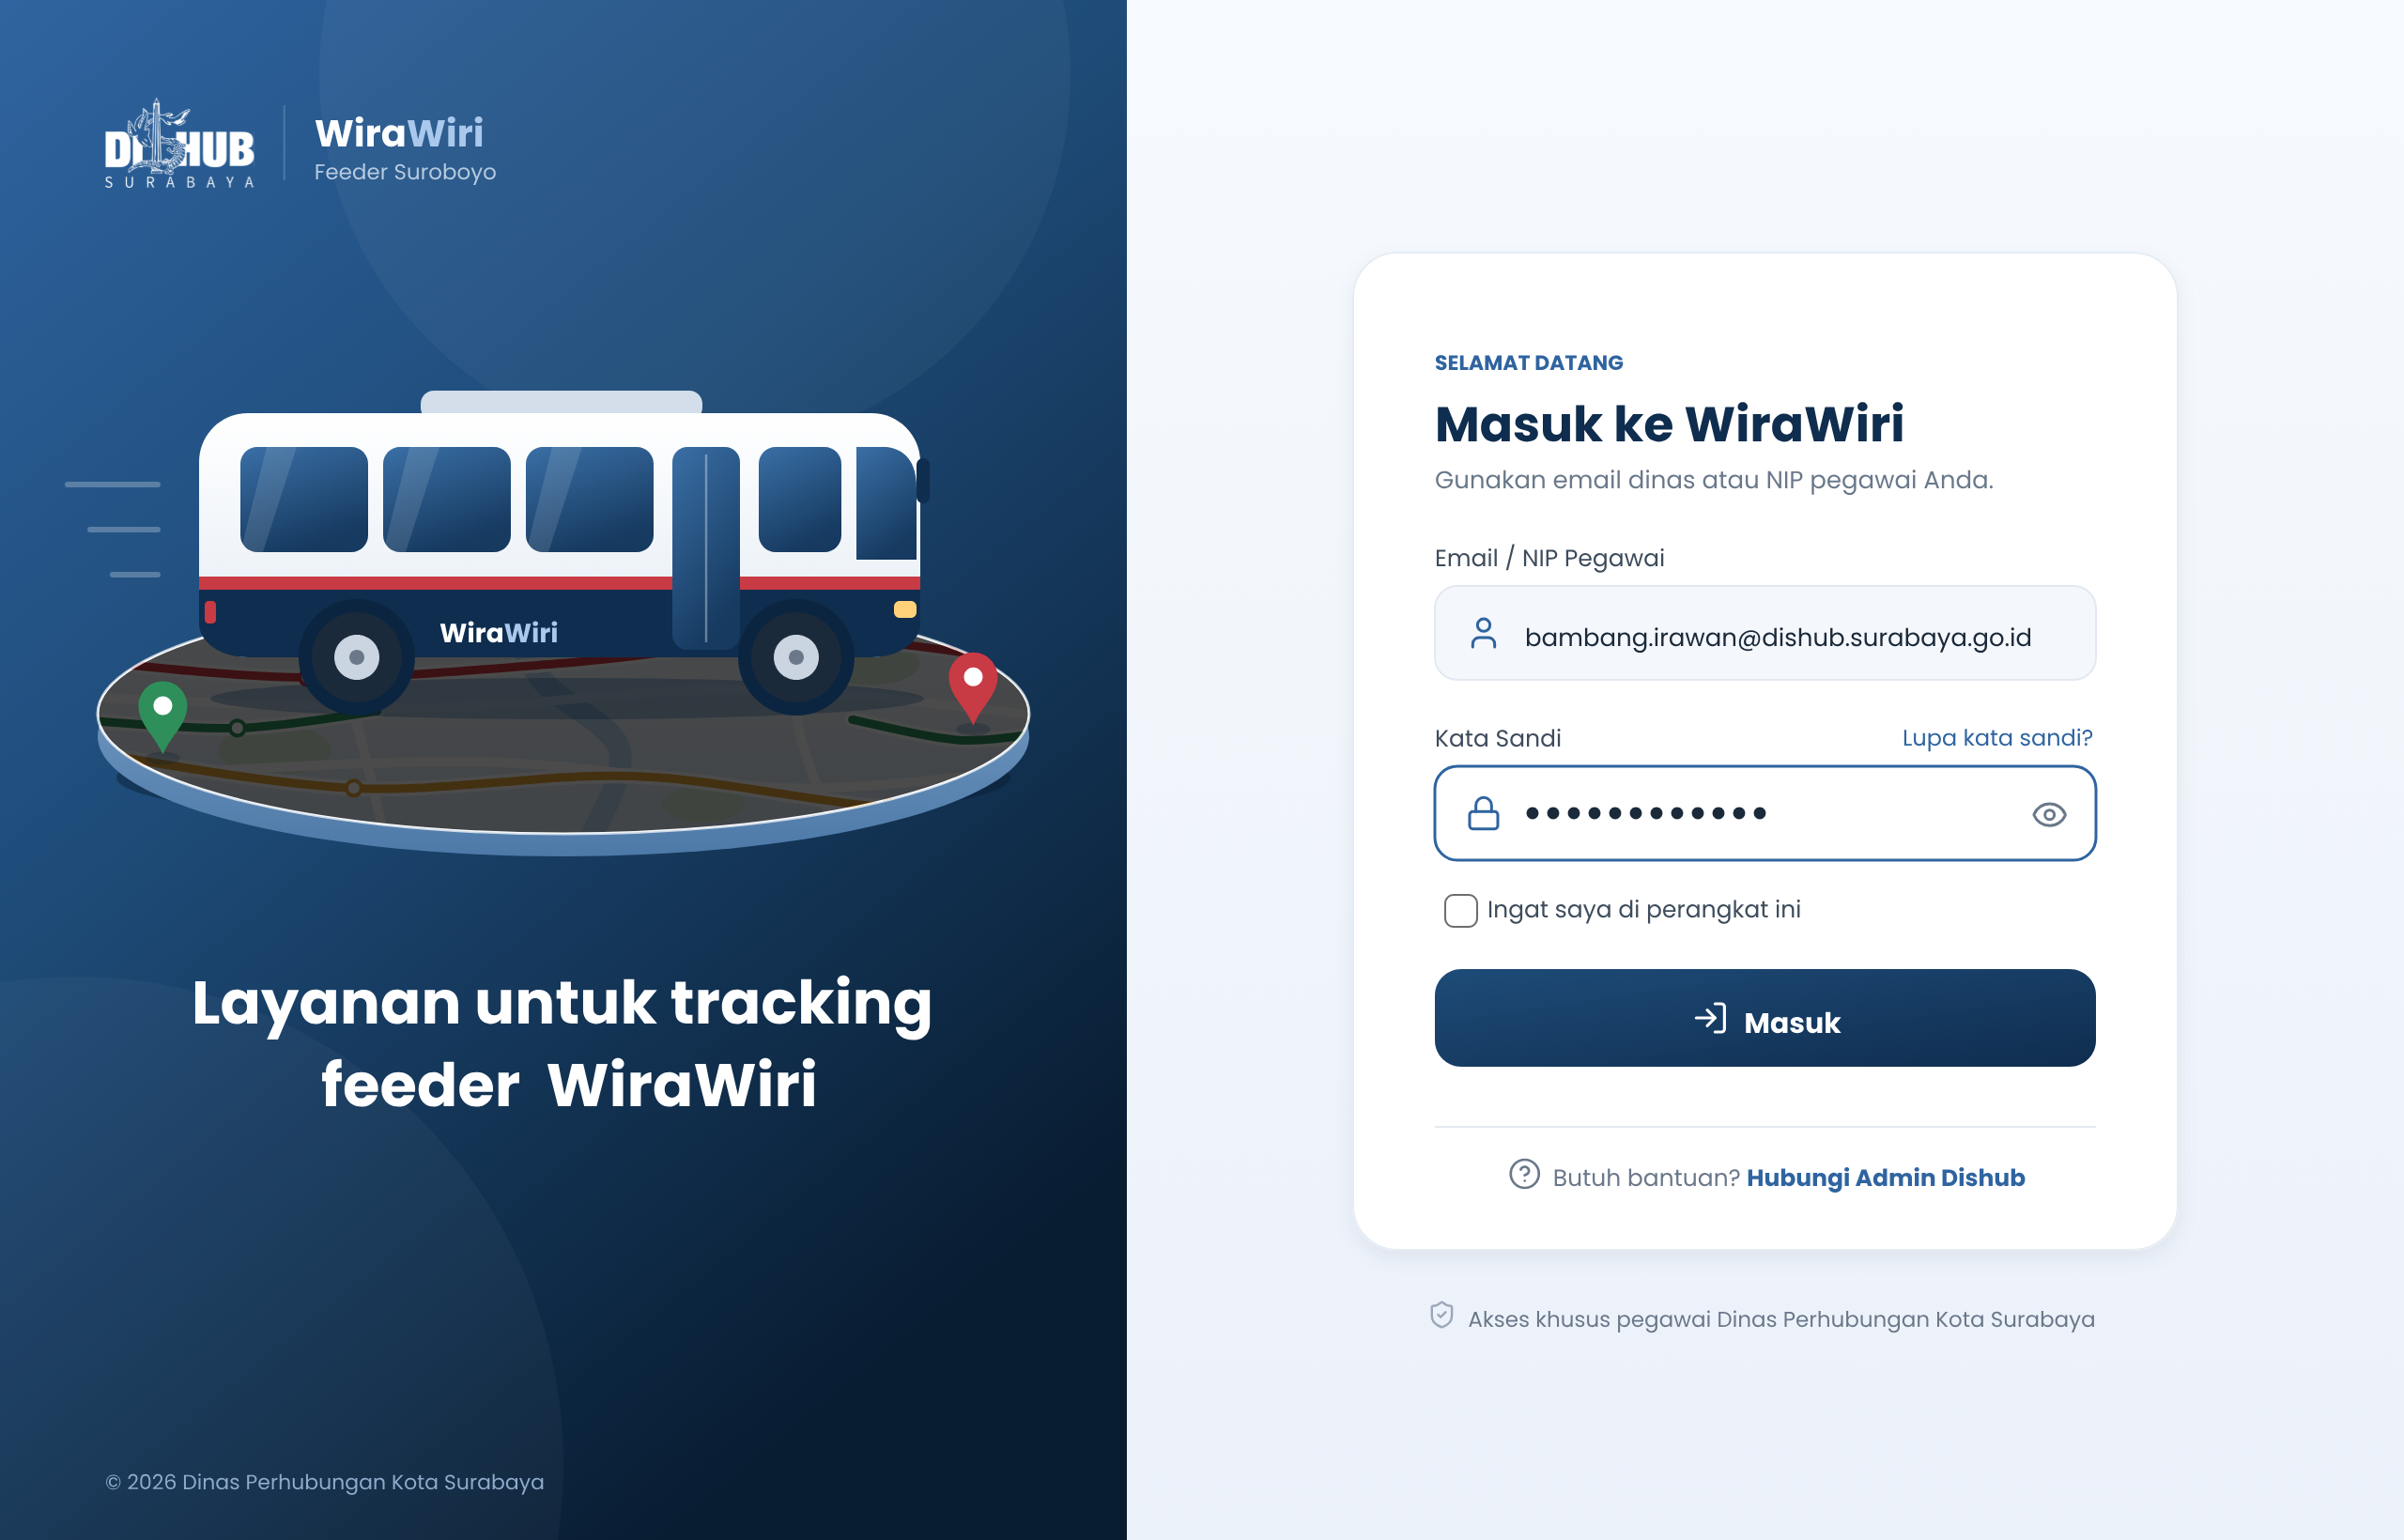 DISHUB
SURABAYA
WiraWiri
Feeder Suroboyo
WiraWiri
Layanan untuk tracking
feeder WiraWiri
© 2026 Dinas Perhubungan Kota Surabaya
SELAMAT DATANG
Masuk ke WiraWiri
Gunakan email dinas atau NIP pegawai Anda.
Email / NIP Pegawai
bambang.irawan@dishub.surabaya.go.id
Kata Sandi Lupa kata sandi?
••••••••••••
Ingat saya di perangkat ini
Masuk
Butuh bantuan? Hubungi Admin Dishub
Akses khusus pegawai Dinas Perhubungan Kota Surabaya